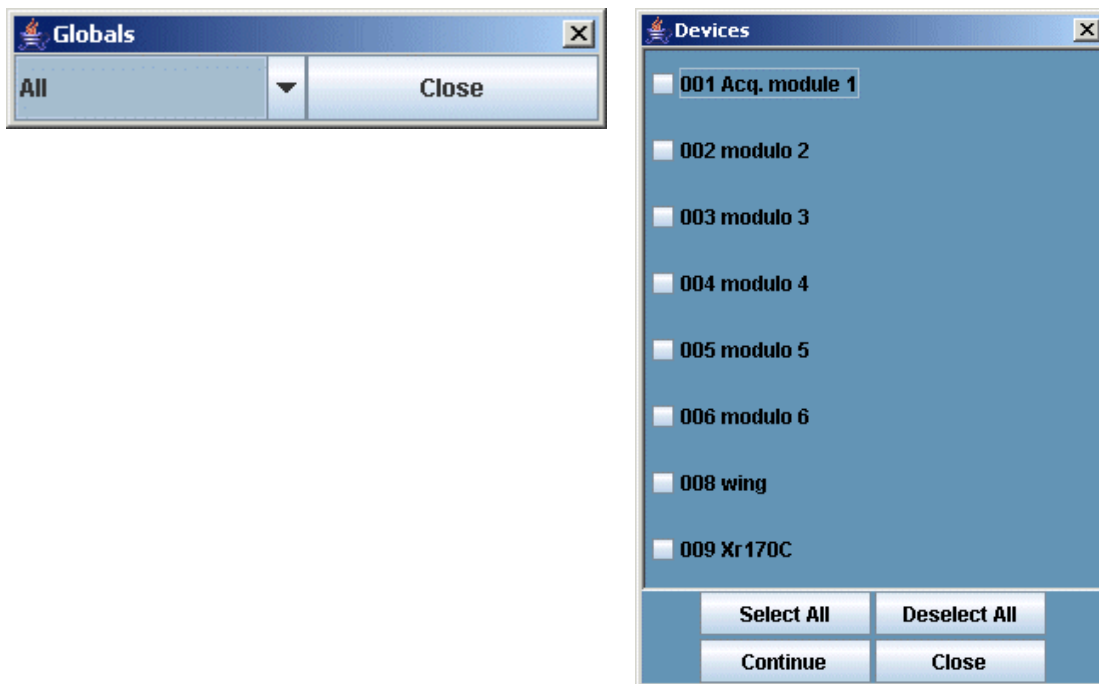 Globals
All
Close
Devices
001 Acq. module 1
002 modulo 2
003 modulo 3
004 modulo 4
005 modulo 5
006 modulo 6
008 wing
009 Xr170C
Select All
Deselect All
Continue
Close